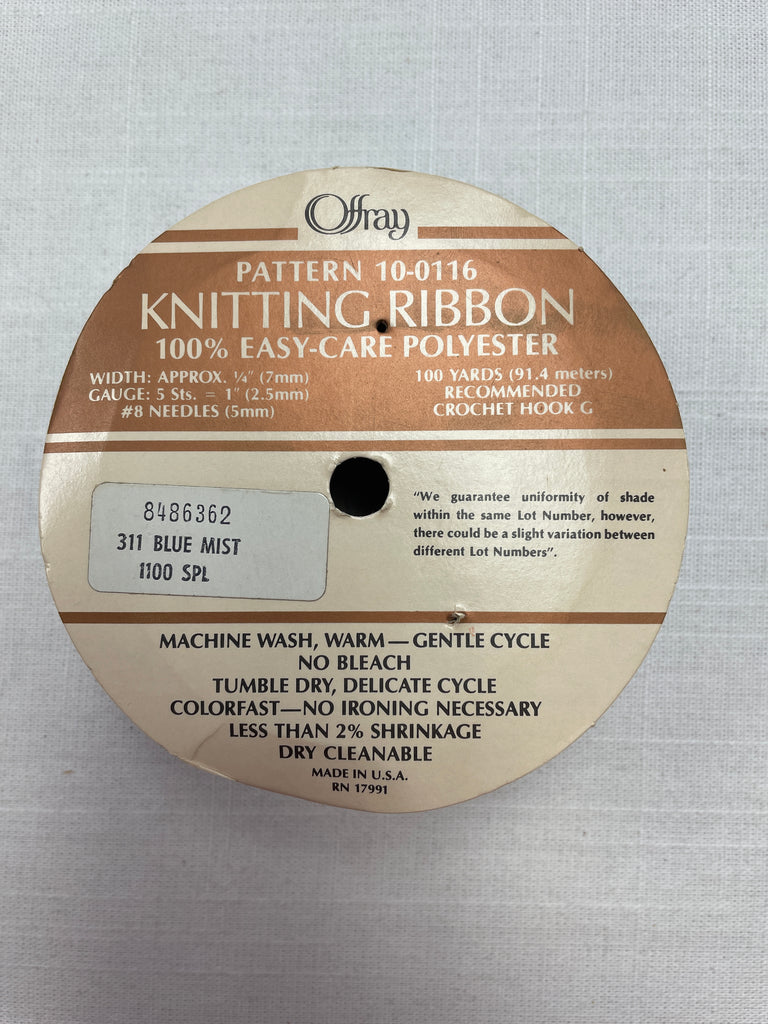 Offray
PATTERN 10-0116
KNITTING RIBBON
100% EASY-CARE POLYESTER
WIDTH: APPROX. ¼" (7mm)
GAUGE: 5 Sts. = 1" (2.5mm)
#8 NEEDLES (5mm)
100 YARDS (91.4 meters)
RECOMMENDED
CROCHET HOOK G
8486362
311 BLUE MIST
1100 SPL
"We guarantee uniformity of shade
within the same Lot Number, however,
there could be a slight variation between
different Lot Numbers".
MACHINE WASH, WARM—GENTLE CYCLE
NO BLEACH
TUMBLE DRY, DELICATE CYCLE
COLORFAST—NO IRONING NECESSARY
LESS THAN 2% SHRINKAGE
DRY CLEANABLE
MADE IN U.S.A.
RN 17991